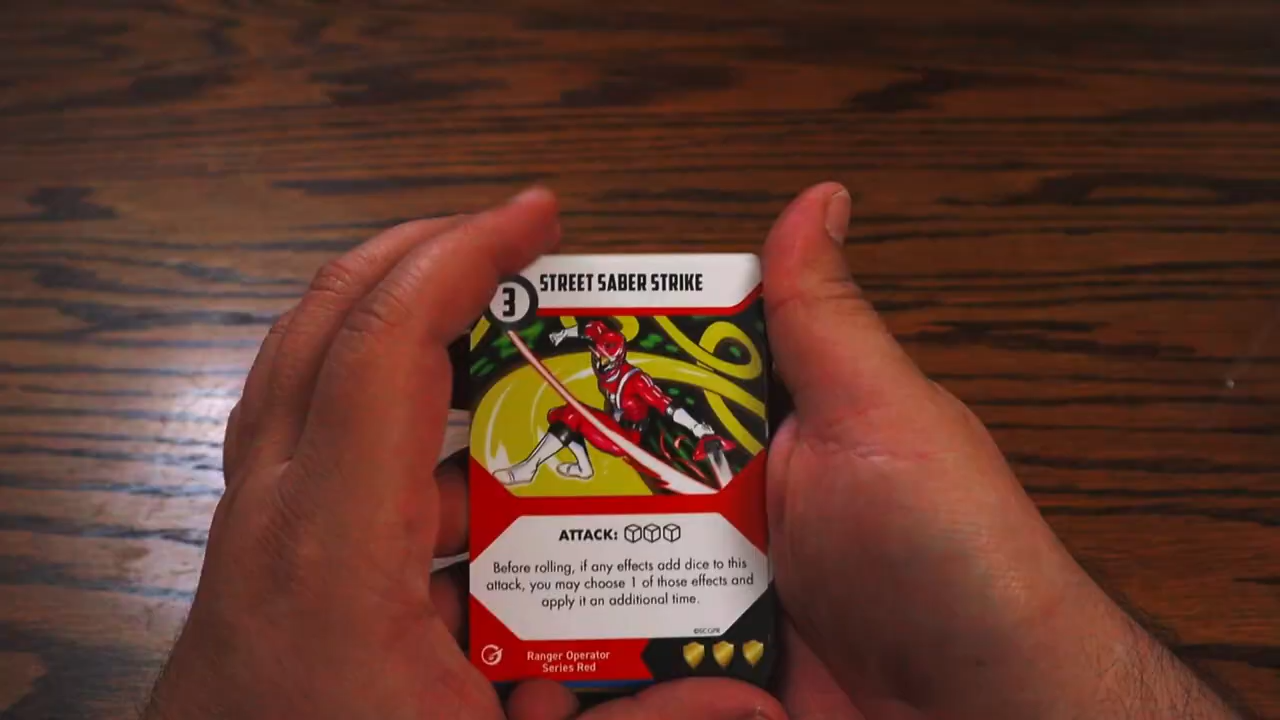 STREET SABER STRIKE
3
ATTACK:
Before rolling, if any effects add dice to this
attack, you may choose 1 of those effects and
apply it an additional time.
©SCGPR
Ranger Operator
Series Red